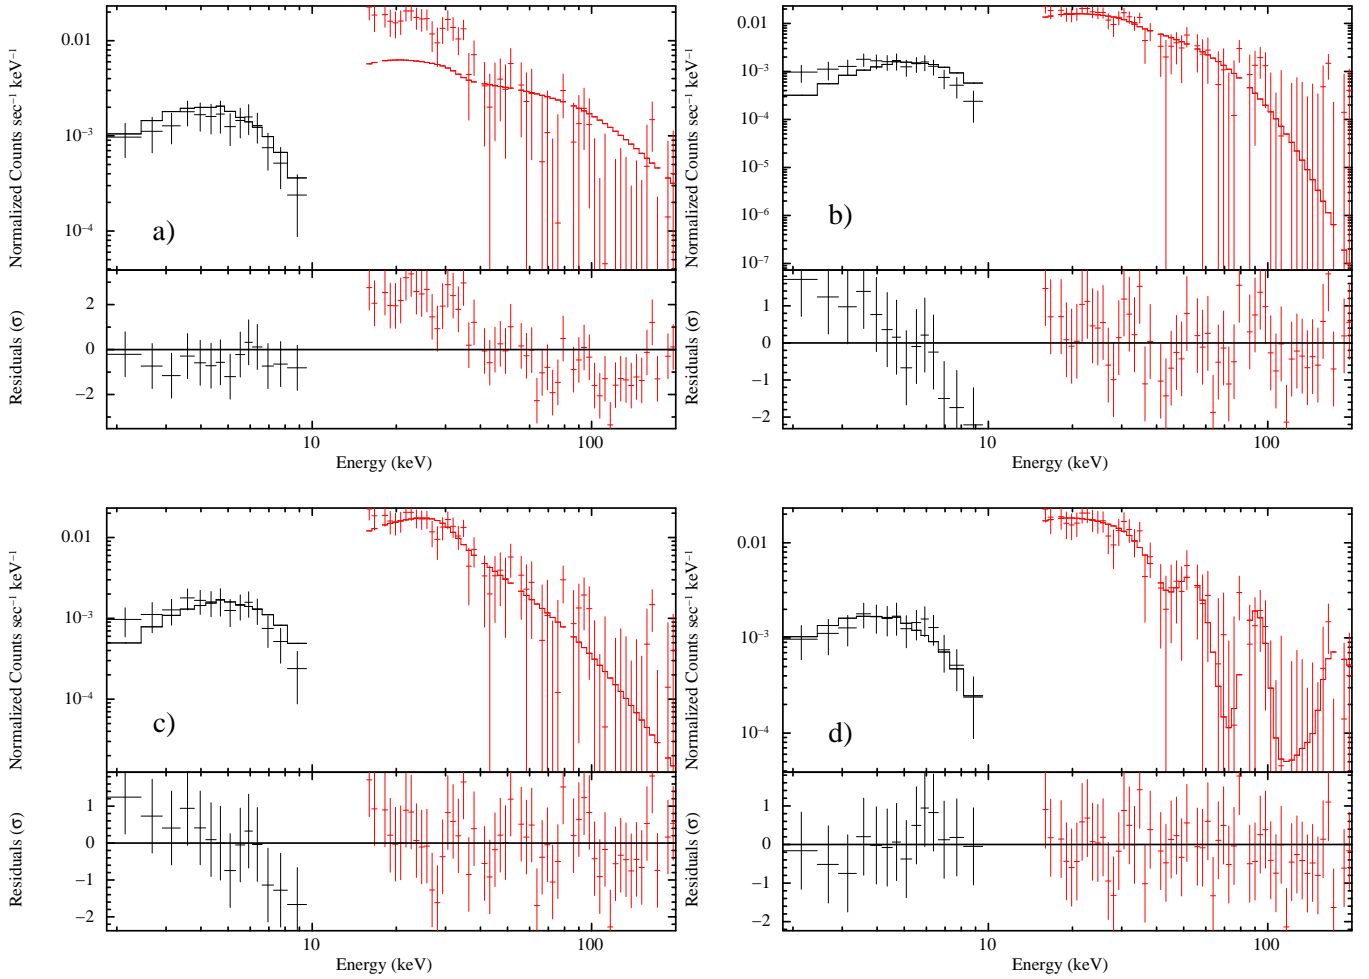 Normalized Counts sec⁻¹ keV⁻¹
0.01
10⁻³
10⁻⁴
a)
Residuals (σ)
2
0
−2
10
100
Energy (keV)
Normalized Counts sec⁻¹ keV⁻¹
0.01
10⁻³
10⁻⁴
10⁻⁵
10⁻⁶
10⁻⁷
b)
Residuals (σ)
1
0
−1
−2
10
100
Energy (keV)
Normalized Counts sec⁻¹ keV⁻¹
0.01
10⁻³
10⁻⁴
c)
Residuals (σ)
1
0
−1
−2
10
100
Energy (keV)
Normalized Counts sec⁻¹ keV⁻¹
0.01
10⁻³
10⁻⁴
d)
Residuals (σ)
1
0
−1
−2
10
100
Energy (keV)